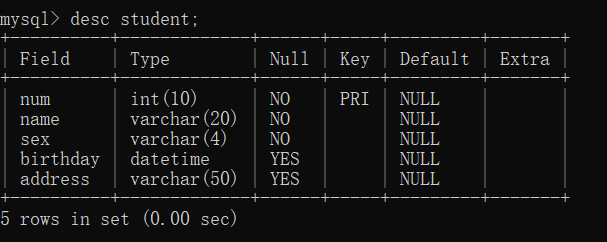 mysql> desc student;
+----------+-------------+------+-----+---------+-------+
| Field    | Type        | Null | Key | Default | Extra |
+----------+-------------+------+-----+---------+-------+
| num      | int(10)     | NO   | PRI | NULL    |       |
| name     | varchar(20) | NO   |     | NULL    |       |
| sex      | varchar(4)  | NO   |     | NULL    |       |
| birthday | datetime    | YES  |     | NULL    |       |
| address  | varchar(50) | YES  |     | NULL    |       |
+----------+-------------+------+-----+---------+-------+
5 rows in set (0.00 sec)